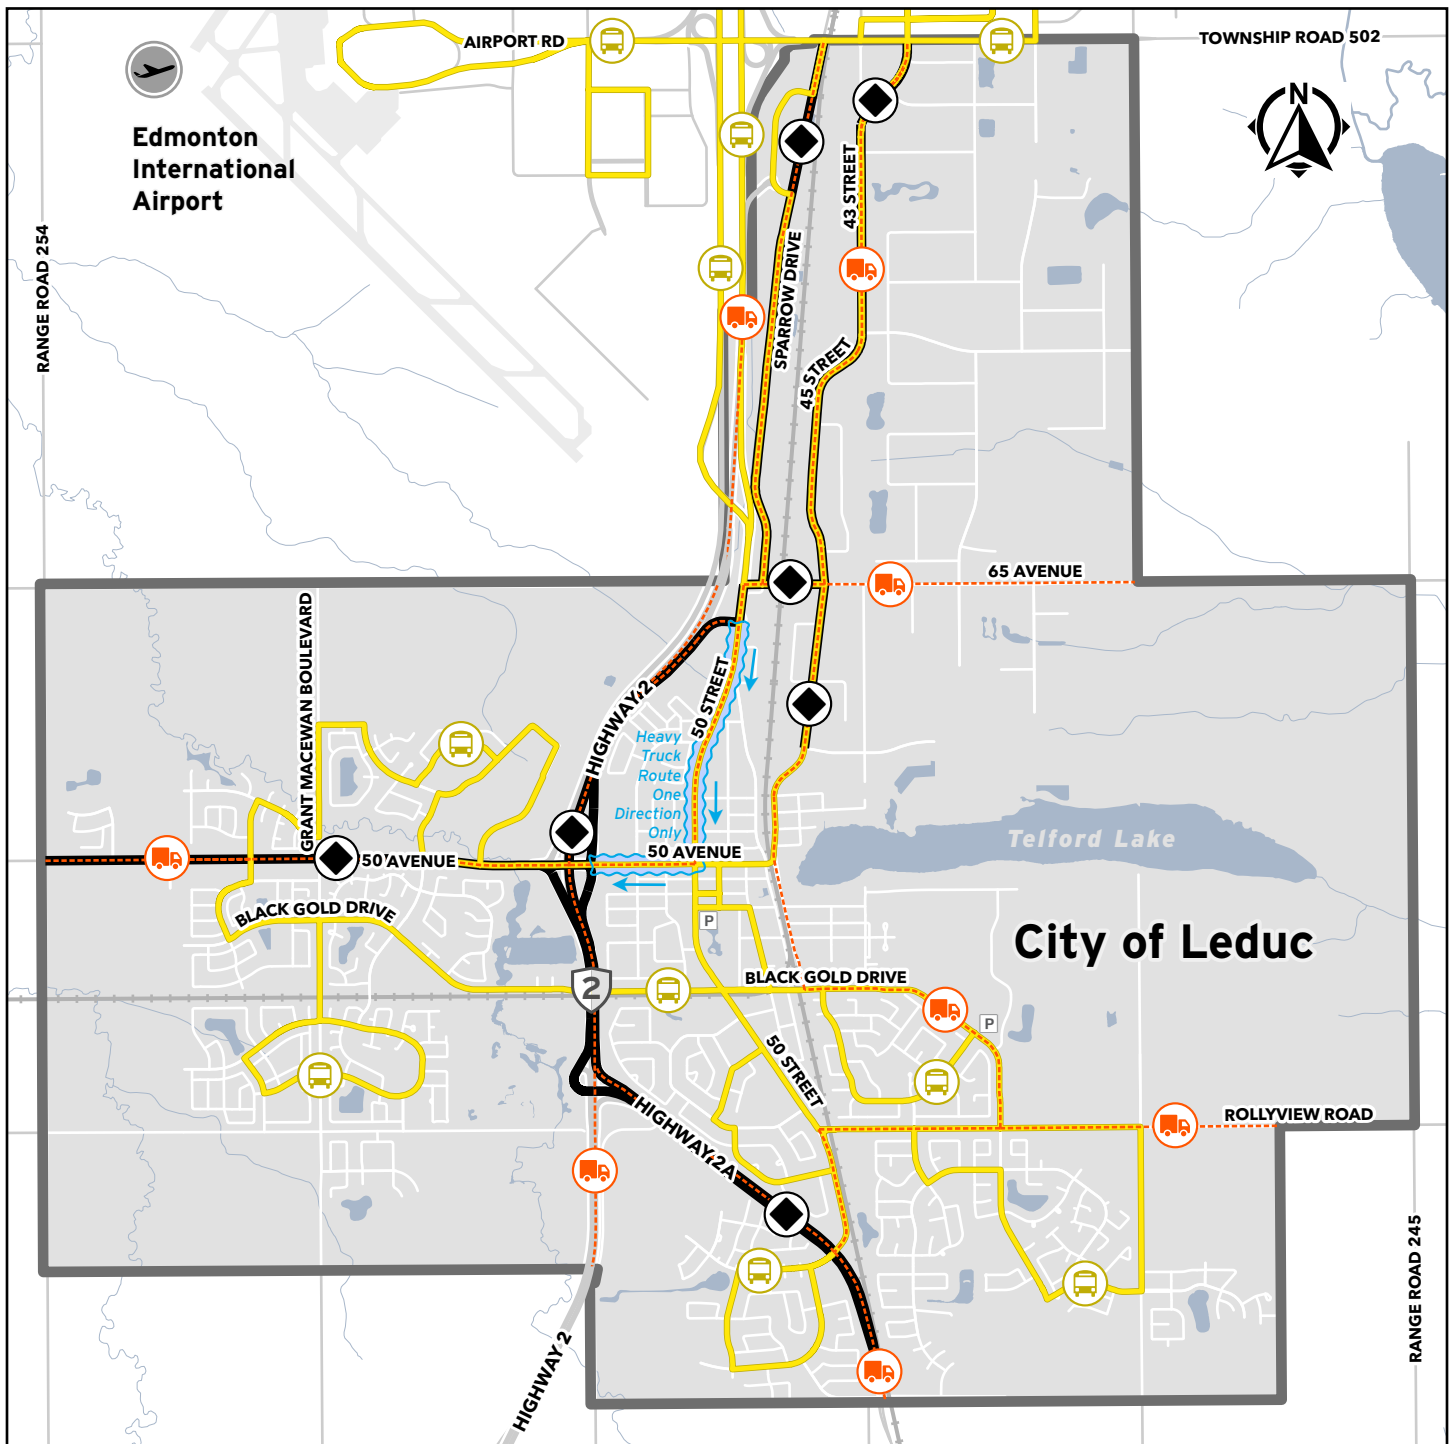 AIRPORT RD
TOWNSHIP ROAD 502
N
Edmonton
International
Airport
43 STREET
RANGE ROAD 254
SPARROW DRIVE
45 STREET
65 AVENUE
GRANT MACEWAN BOULEVARD
HIGHWAY 2
50 STREET
Heavy
Truck
Route
One
Direction
Only
50 AVENUE
50 AVENUE
Telford Lake
BLACK GOLD DRIVE
P
City of Leduc
BLACK GOLD DRIVE
2
P
50 STREET
HIGHWAY 2A
ROLLYVIEW ROAD
RANGE ROAD 245
HIGHWAY 2